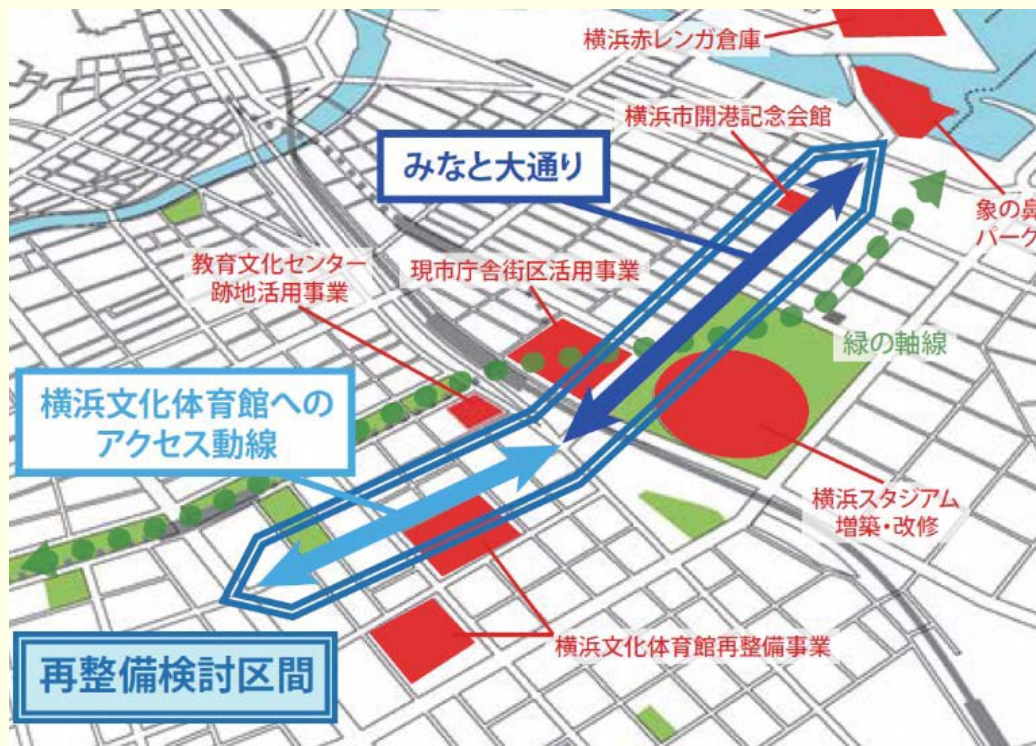 横浜赤レンガ倉庫
横浜市開港記念会館
みなと大通り
象の鼻
パーク
教育文化センター
跡地活用事業
現市庁舎街区活用事業
緑の軸線
横浜文化体育館への
アクセス動線
横浜スタジアム
増築・改修
横浜文化体育館再整備事業
再整備検討区間